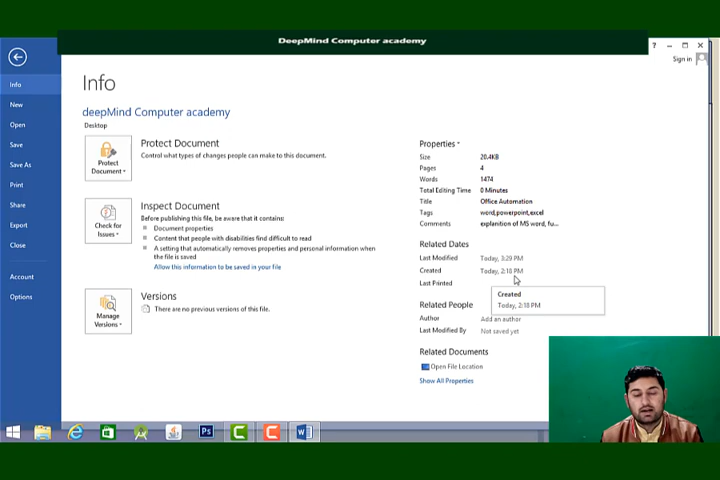 DeepMind Computer academy
?
Sign in
Info
Info
New
Open
Save
Save As
Print
Share
Export
Close
Account
Options
deepMind Computer academy
Desktop
Protect Document
Control what types of changes people can make to this document.
Protect
Document
Inspect Document
Before publishing this file, be aware that it contains:
Document properties
Content that people with disabilities find difficult to read
A setting that automatically removes properties and personal information when
the file is saved
Allow this information to be saved in your file
Check for
Issues
Versions
There are no previous versions of this file.
Manage
Versions
Properties
Size 20.4KB
Pages 4
Words 1474
Total Editing Time 0 Minutes
Title Office Automation
Tags word,powerpoint,excel
Comments explanition of MS word, fu...
Related Dates
Last Modified Today, 3:29 PM
Created Today, 2:18 PM
Last Printed
Created
Today, 2:18 PM
Related People
Author Add an author
Last Modified By Not saved yet
Related Documents
Open File Location
Show All Properties